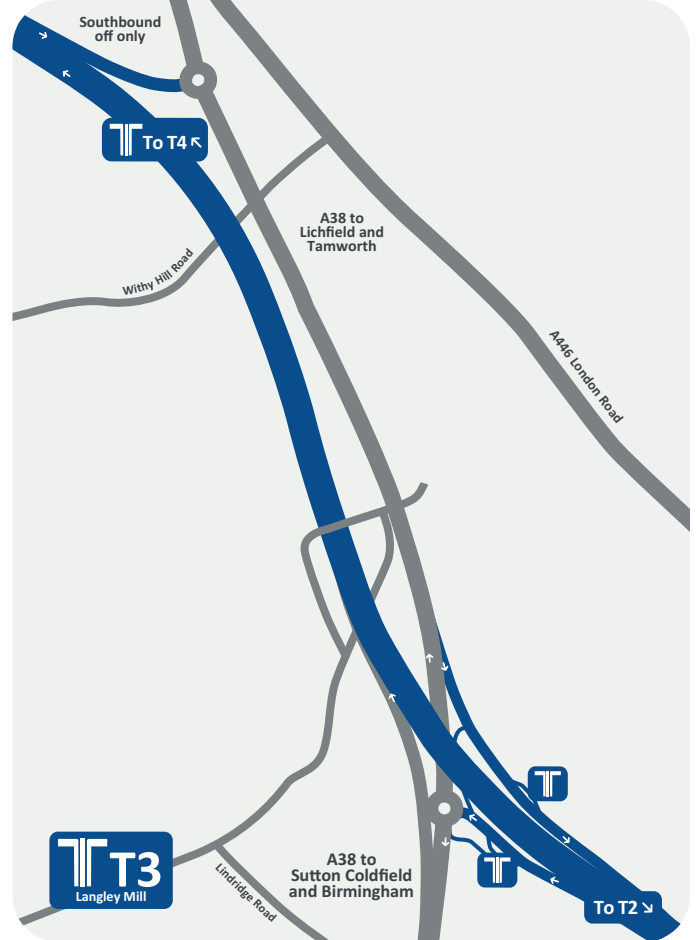 Southbound
off only
To T4
A38 to
Lichfield and
Tamworth
Withy Hill Road
A446 London Road
T3
Langley Mill
A38 to
Sutton Coldfield
and Birmingham
Lindridge Road
To T2